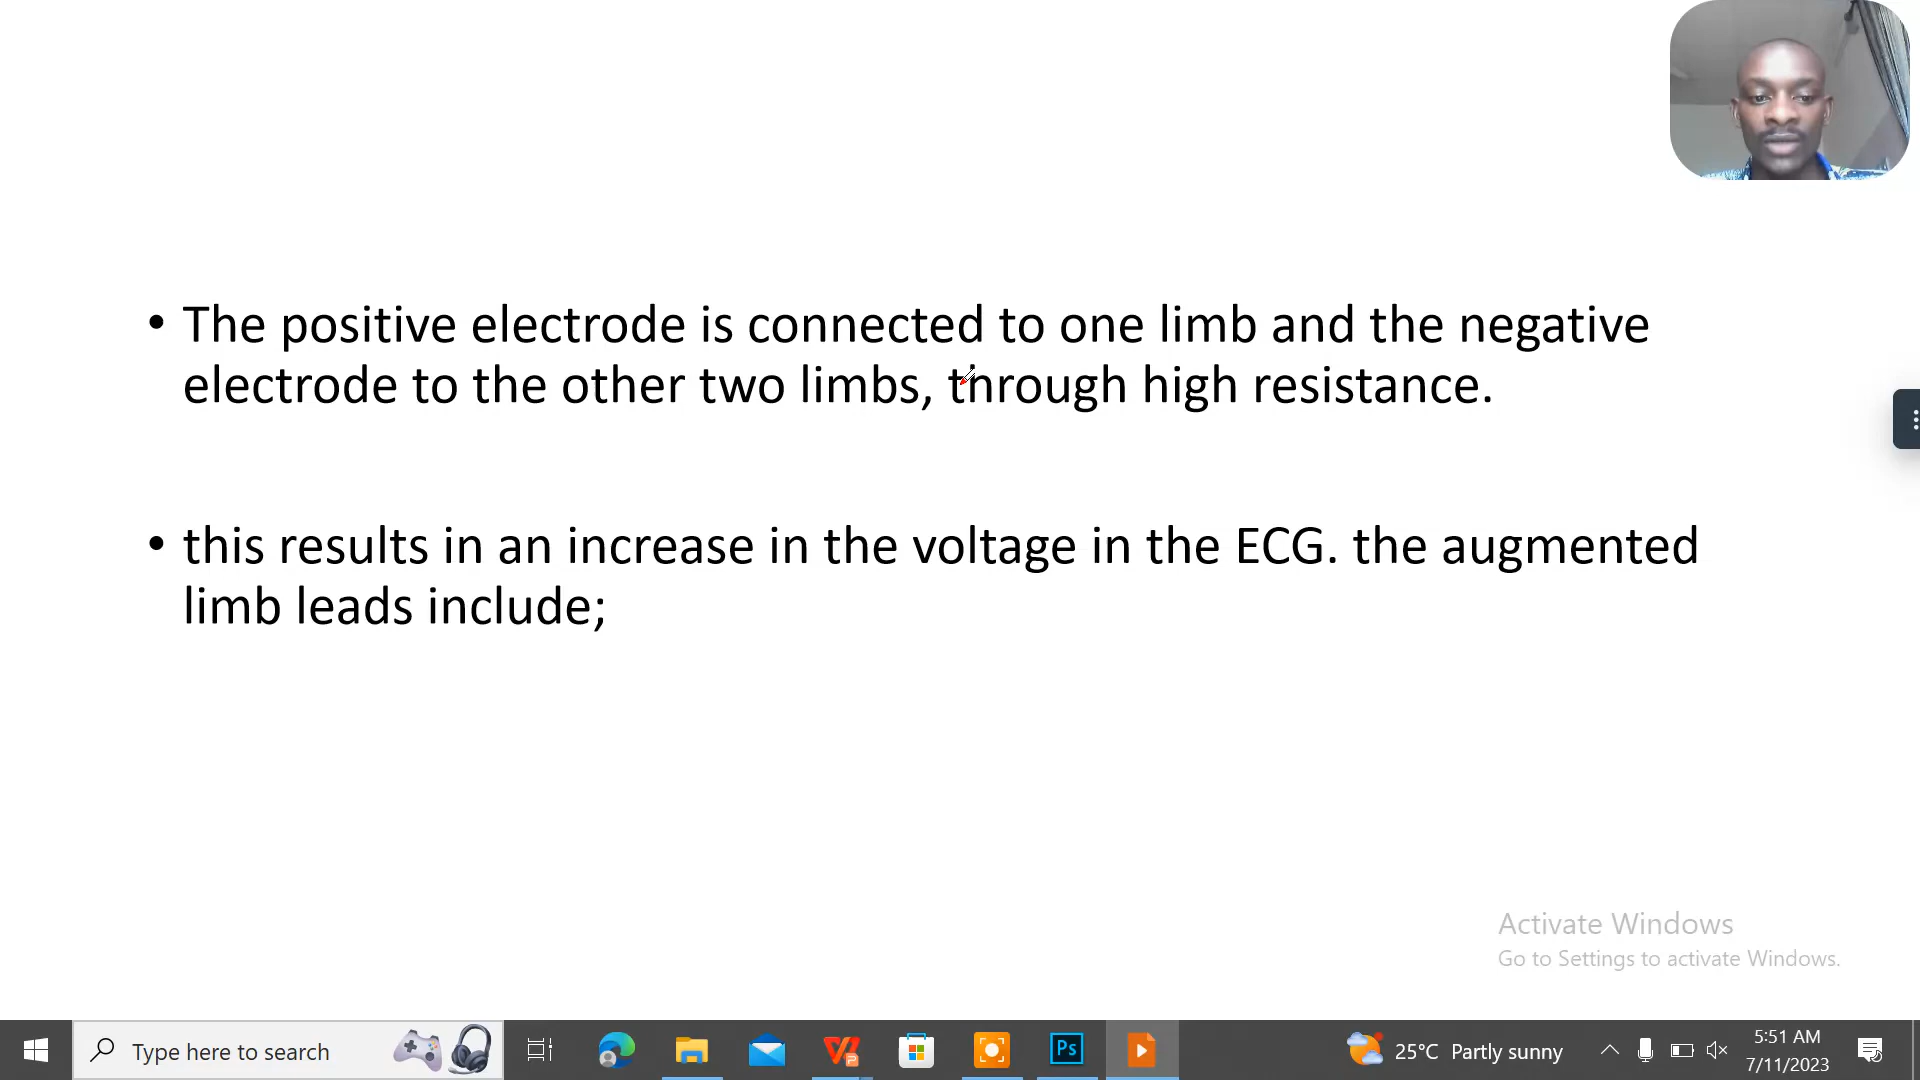 • The positive electrode is connected to one limb and the negative
electrode to the other two limbs, through high resistance.
• this results in an increase in the voltage in the ECG. the augmented
limb leads include;
Activate Windows
Go to Settings to activate Windows.
Type here to search
Ps
25°C Partly sunny
5:51 AM
7/11/2023